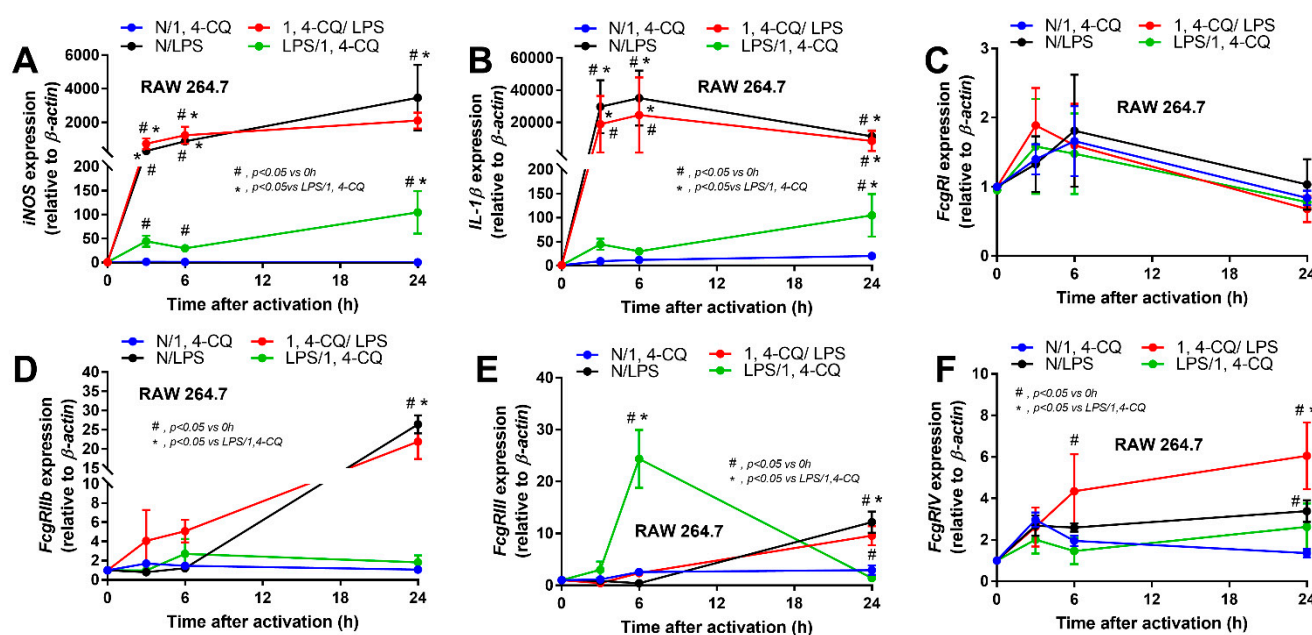 A
N/1, 4-CQ 1, 4-CQ/ LPS
N/LPS LPS/1, 4-CQ
RAW 264.7
iNOS expression
(relative to β-actin)
6000
4000
2000
200
150
100
50
0
# *
# *
# *
* #
# *
# *
#
#
#, p<0.05 vs 0h
*, p<0.05vs LPS/1, 4-CQ
0 6 12 18 24
Time after activation (h)
B
N/1, 4-CQ 1, 4-CQ/ LPS
N/LPS LPS/1, 4-CQ
RAW 264.7
IL-1β expression
(relative to β-actin)
80000
60000
40000
20000
200
150
100
50
0
# *
# *
*
#
*
#
# *
# *
# *
#, p<0.05 vs 0h
*, p<0.05vs LPS/1, 4-CQ
0 6 12 18 24
Time after activation (h)
C
N/1, 4-CQ 1, 4-CQ/ LPS
N/LPS LPS/1, 4-CQ
RAW 264.7
FcgRI expression
(relative to β-actin)
3
2
1
0
0 6 12 18 24
Time after activation (h)
D
N/1, 4-CQ 1, 4-CQ/ LPS
N/LPS LPS/1, 4-CQ
RAW 264.7
FcgRIIb expression
(relative to β-actin)
40
35
30
25
20
15
10
8
6
4
2
0
# *
#, p<0.05 vs 0h
*, p<0.05 vs LPS/1,4-CQ
0 6 12 18 24
Time after activation (h)
E
N/1, 4-CQ 1, 4-CQ/ LPS
N/LPS LPS/1, 4-CQ
RAW 264.7
FcgRIII expression
(relative to β-actin)
40
30
20
10
0
# *
# *
#
#, p<0.05 vs 0h
*, p<0.05 vs LPS/1,4-CQ
0 6 12 18 24
Time after activation (h)
F
N/1, 4-CQ 1, 4-CQ/ LPS
N/LPS LPS/1, 4-CQ
#, p<0.05 vs 0h
*, p<0.05 vs LPS/1,4-CQ
RAW 264.7
FcgRIV expression
(relative to β-actin)
8
6
4
2
0
#
# *
#
0 6 12 18 24
Time after activation (h)